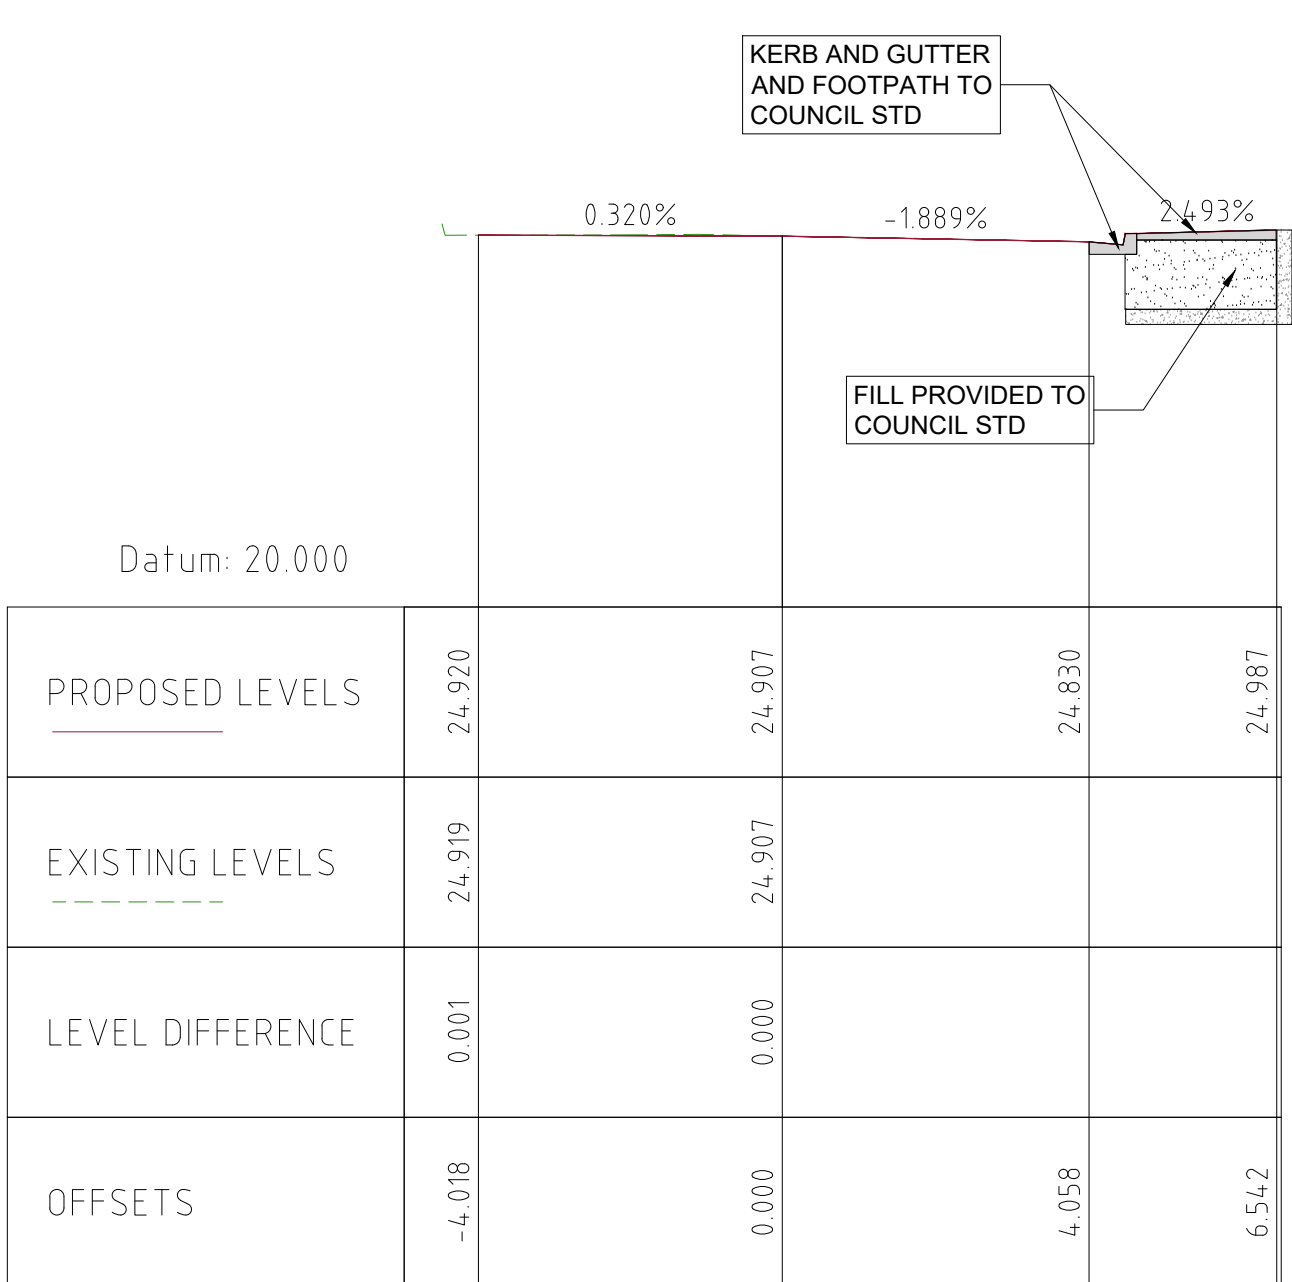 KERB AND GUTTER
AND FOOTPATH TO
COUNCIL STD
0.320%
-1.889%
2.493%
FILL PROVIDED TO
COUNCIL STD
Datum: 20.000
PROPOSED LEVELS
24.920
24.907
24.830
24.987
EXISTING LEVELS
24.919
24.907
LEVEL DIFFERENCE
0.001
0.000
OFFSETS
-4.018
0.000
4.058
6.542